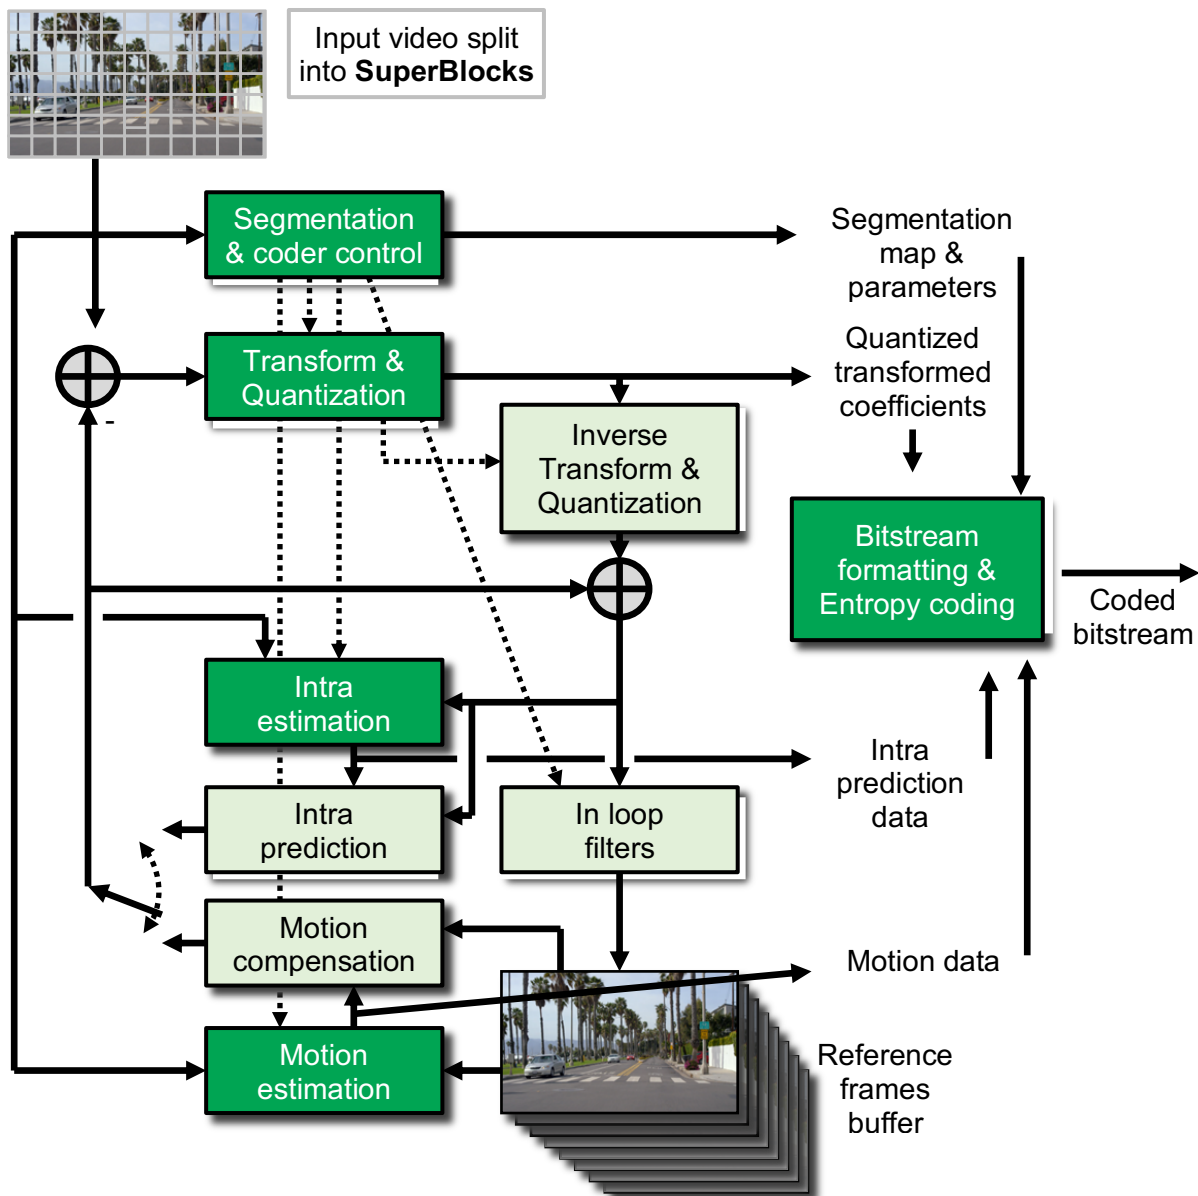 Input video split
into SuperBlocks
Segmentation
& coder control
Segmentation
map &
parameters
Transform &
Quantization
Quantized
transformed
coefficients
-
Inverse
Transform &
Quantization
Bitstream
formatting &
Entropy coding
Coded
bitstream
Intra
estimation
Intra
prediction
data
Intra
prediction
In loop
filters
Motion
compensation
Motion data
Motion
estimation
Reference
frames
buffer